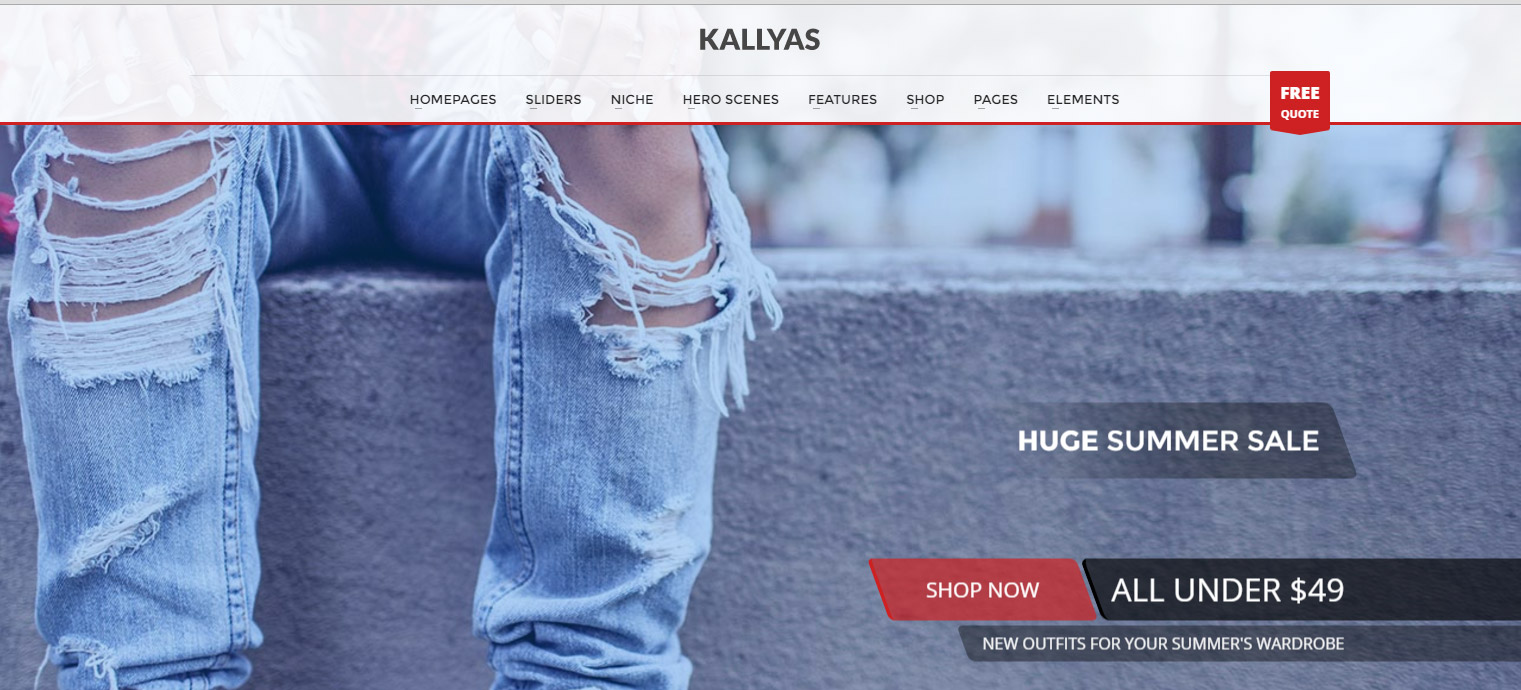 KALLYAS
HOMEPAGES SLIDERS NICHE HERO SCENES FEATURES SHOP PAGES ELEMENTS
FREE
QUOTE
HUGE SUMMER SALE
SHOP NOW ALL UNDER $49
NEW OUTFITS FOR YOUR SUMMER'S WARDROBE